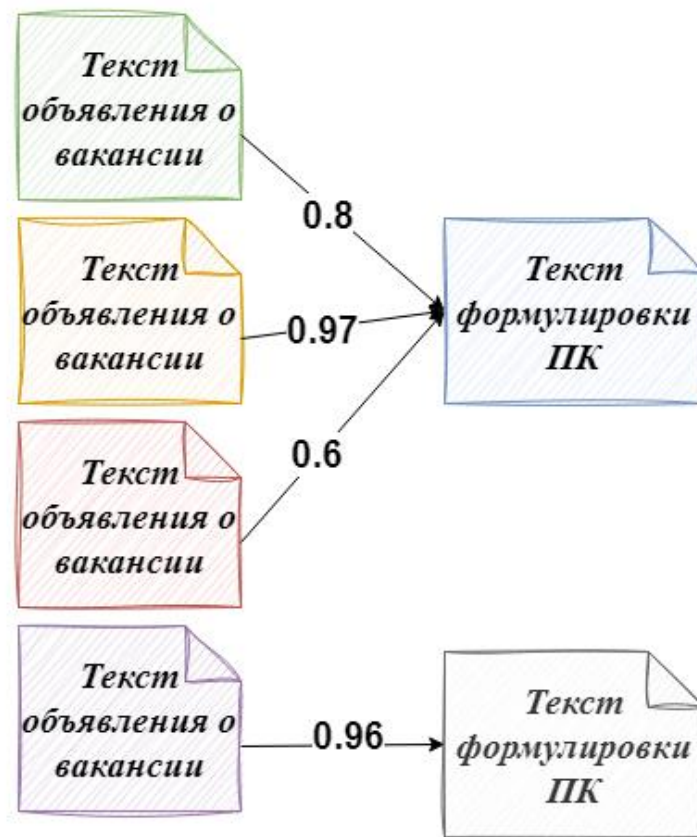 Текст
объявления о
вакансии
0.8
Текст
объявления о
вакансии
0.97
Текст
формулировки
ПК
Текст
объявления о
вакансии
0.6
Текст
объявления о
вакансии
0.96
Текст
формулировки
ПК